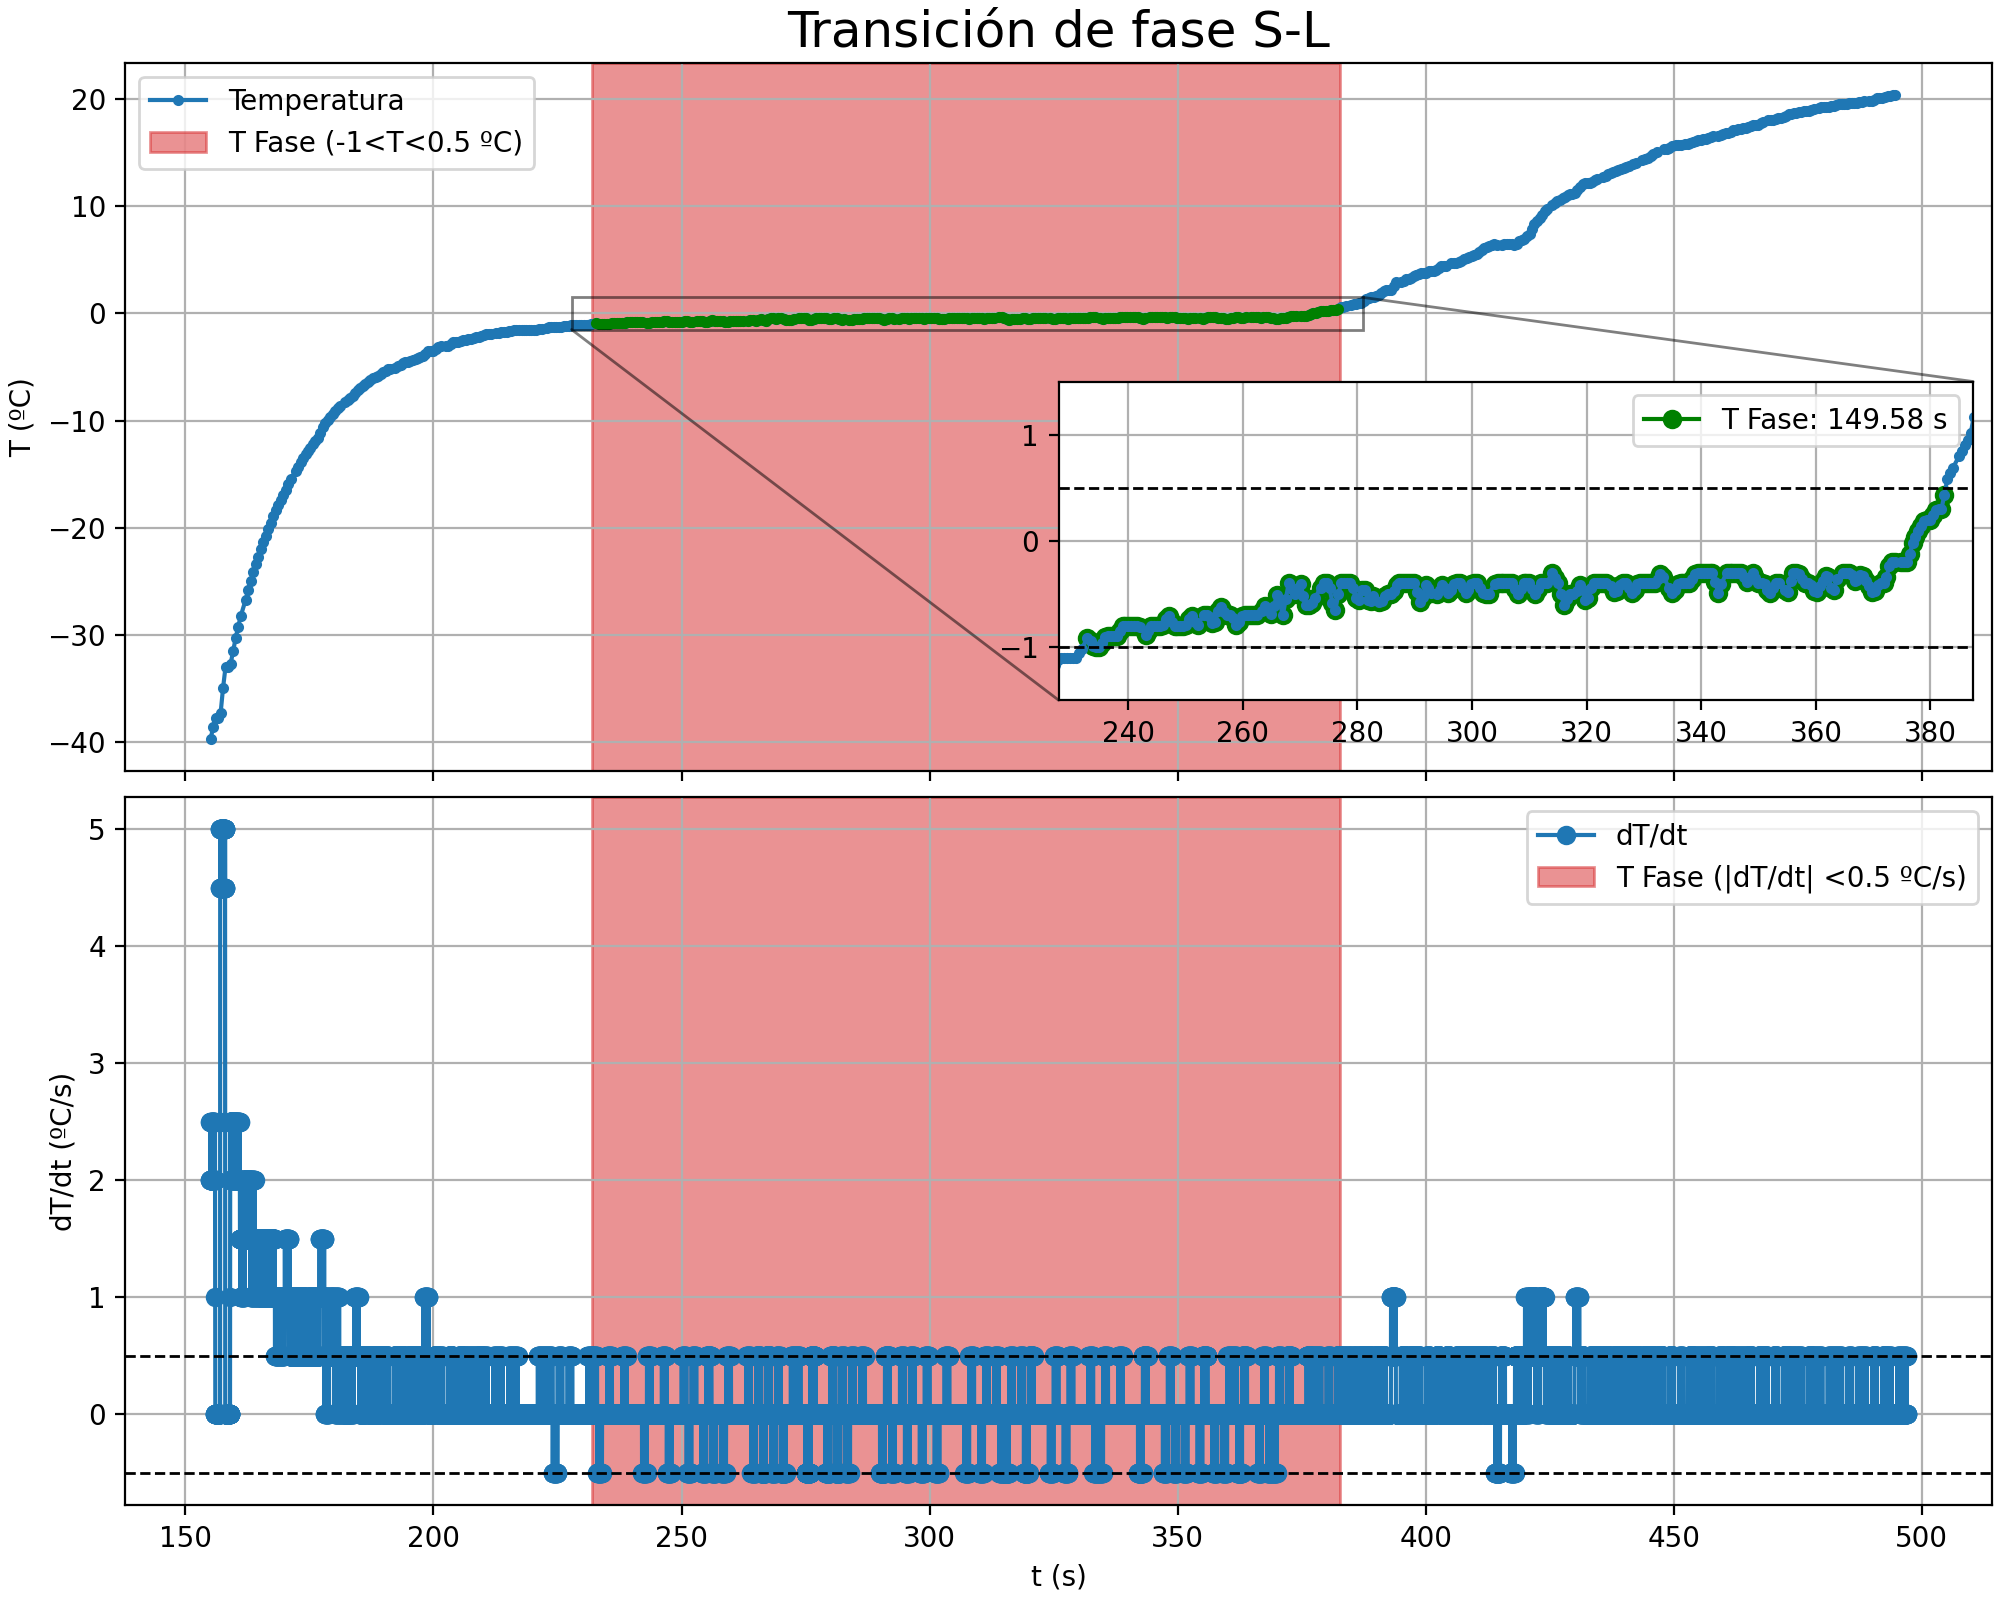 Transición de fase S-L
Temperatura
T Fase (-1<T<0.5 ºC)
T (ºC)
20
10
0
−10
−20
−30
−40
T Fase: 149.58 s
1
0
−1
240 260 280 300 320 340 360 380
dT/dt
T Fase (|dT/dt| <0.5 ºC/s)
dT/dt (ºC/s)
5
4
3
2
1
0
150 200 250 300 350 400 450 500
t (s)